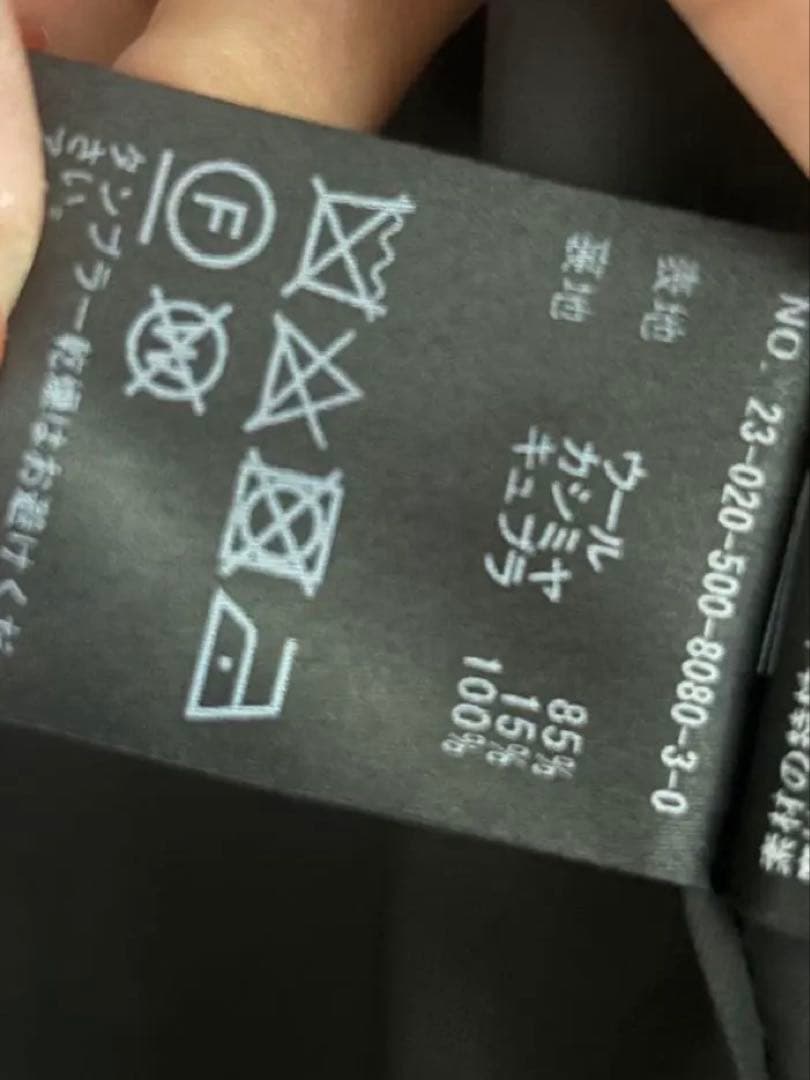 NO. 23-020-500-8080-3-0
表地 ウール 85%
カシミヤ 15%
裏地 キュプラ 100%
F
W
タンブラー乾燥はお避けくだ
さい。